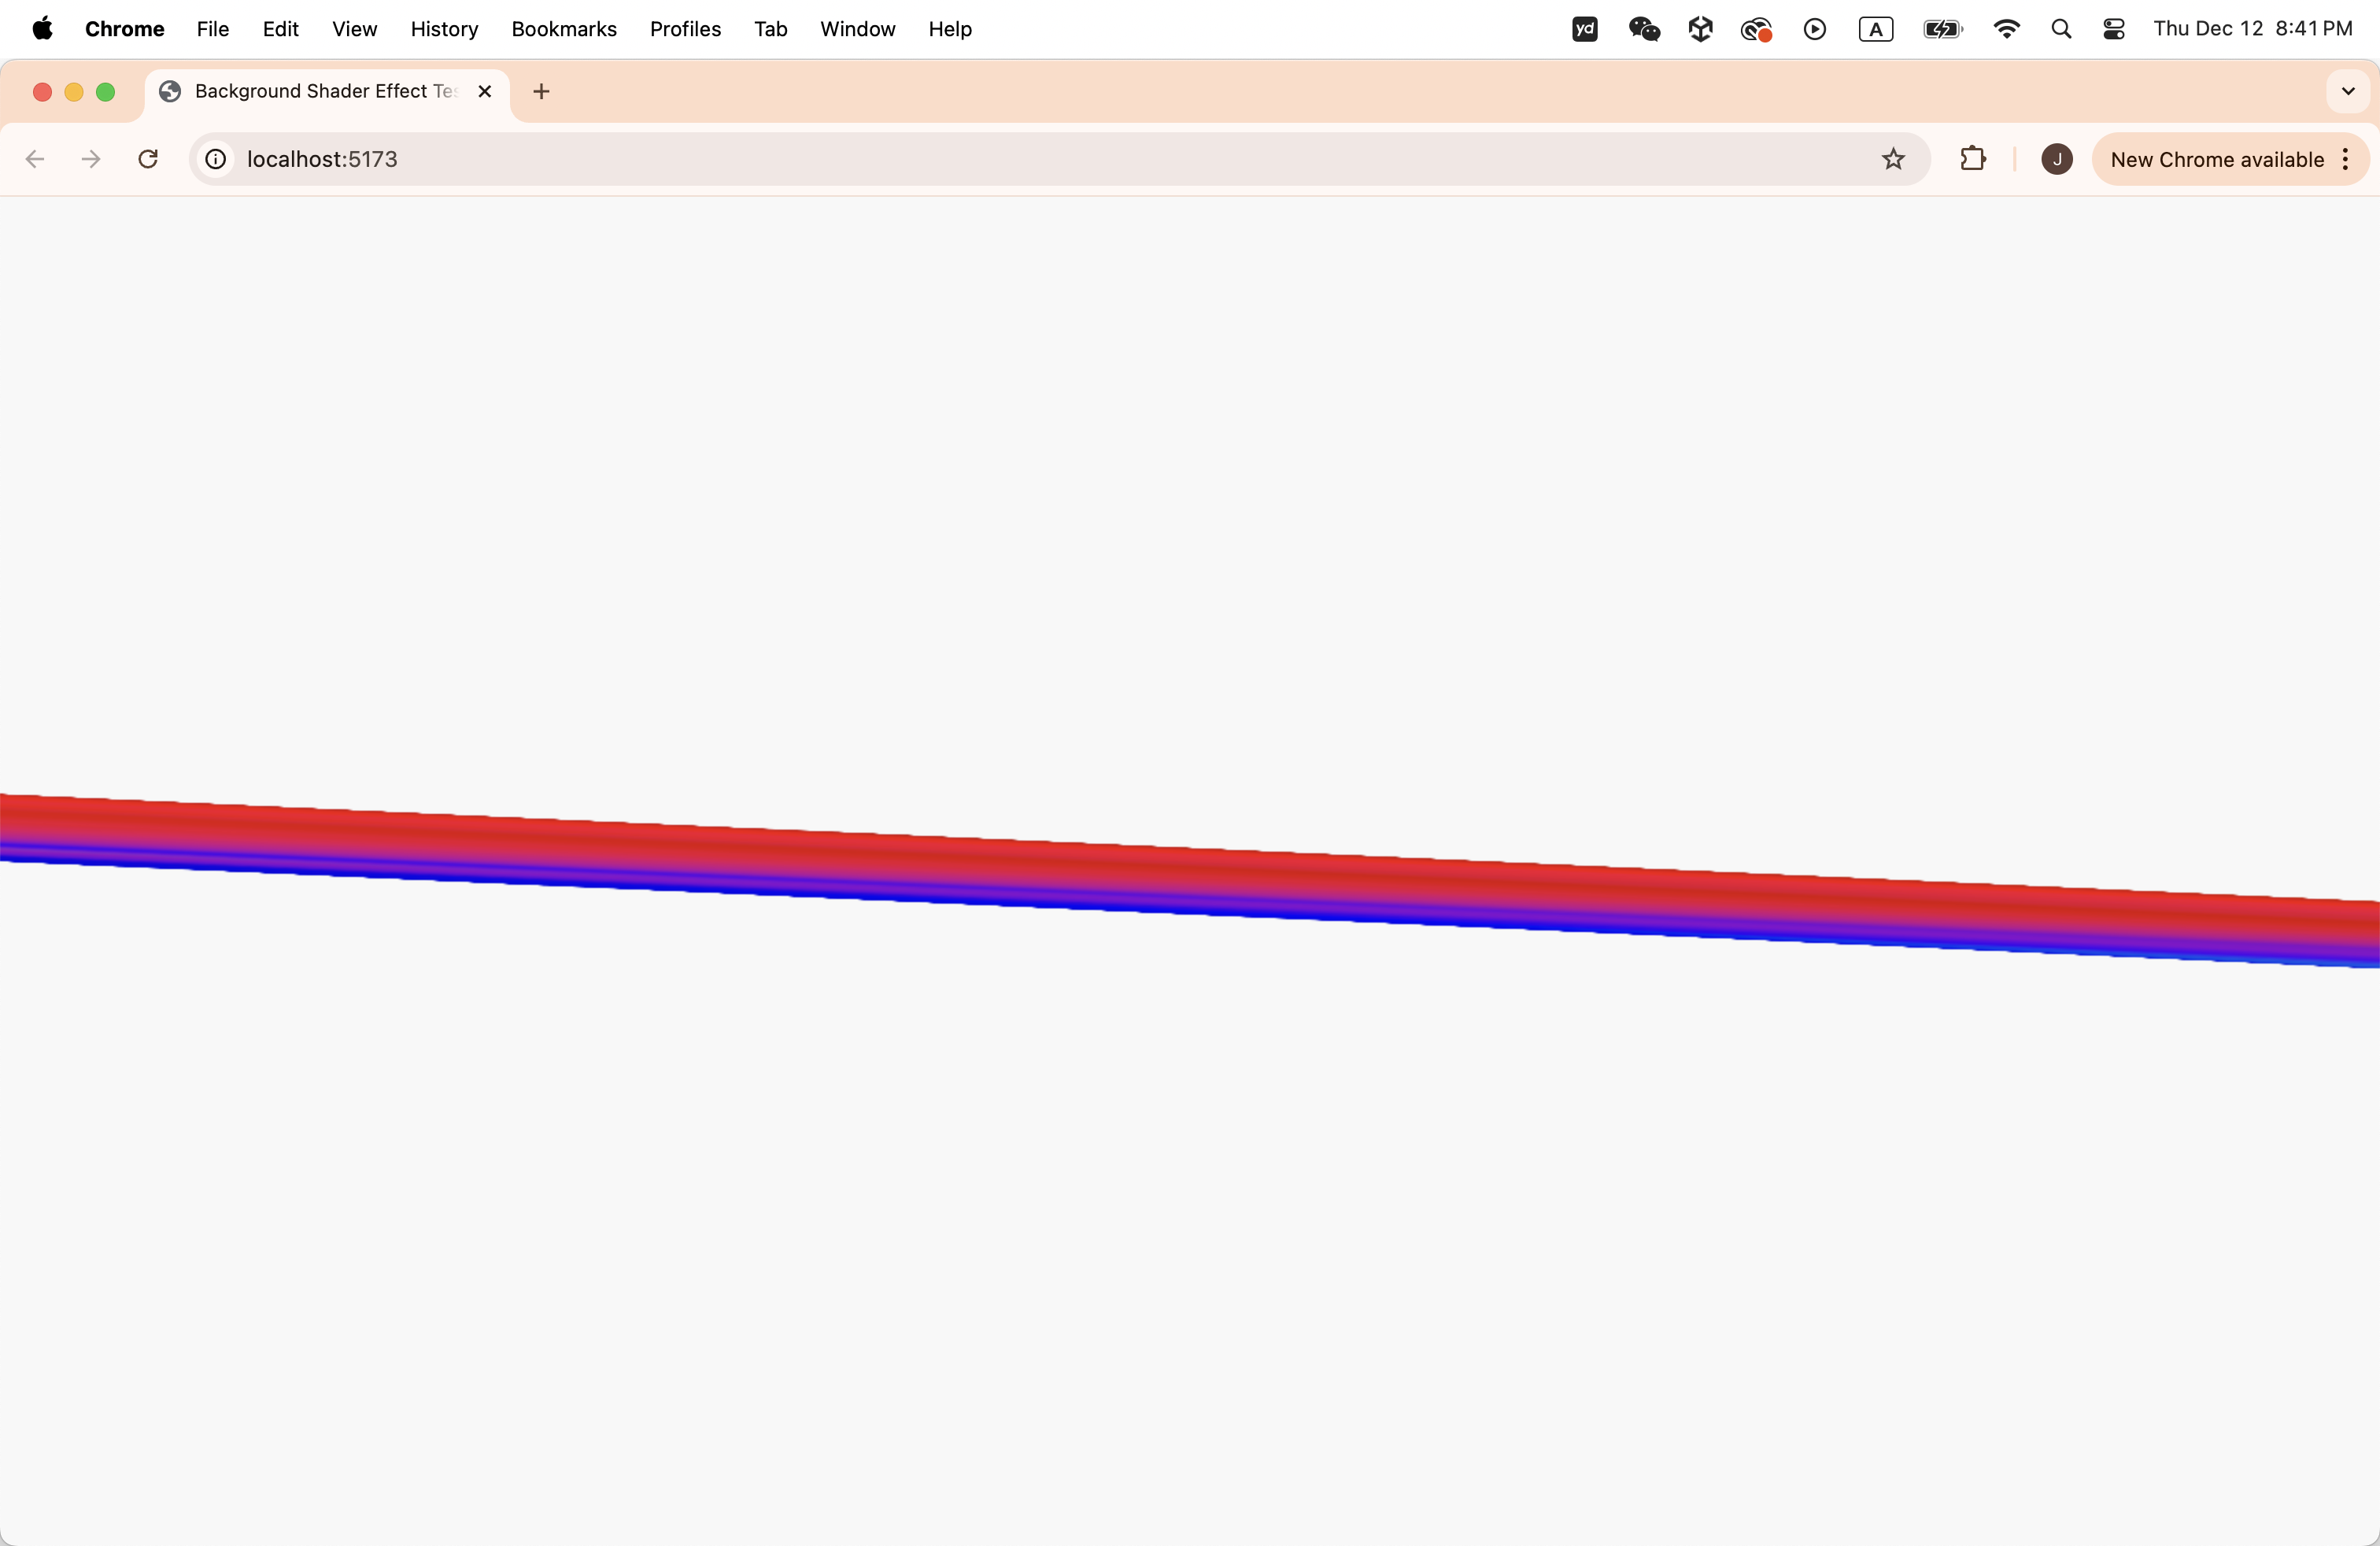 Chrome File Edit View History Bookmarks Profiles Tab Window Help yd A Thu Dec 12 8:41 PM
Background Shader Effect Tes
localhost:5173 J New Chrome available